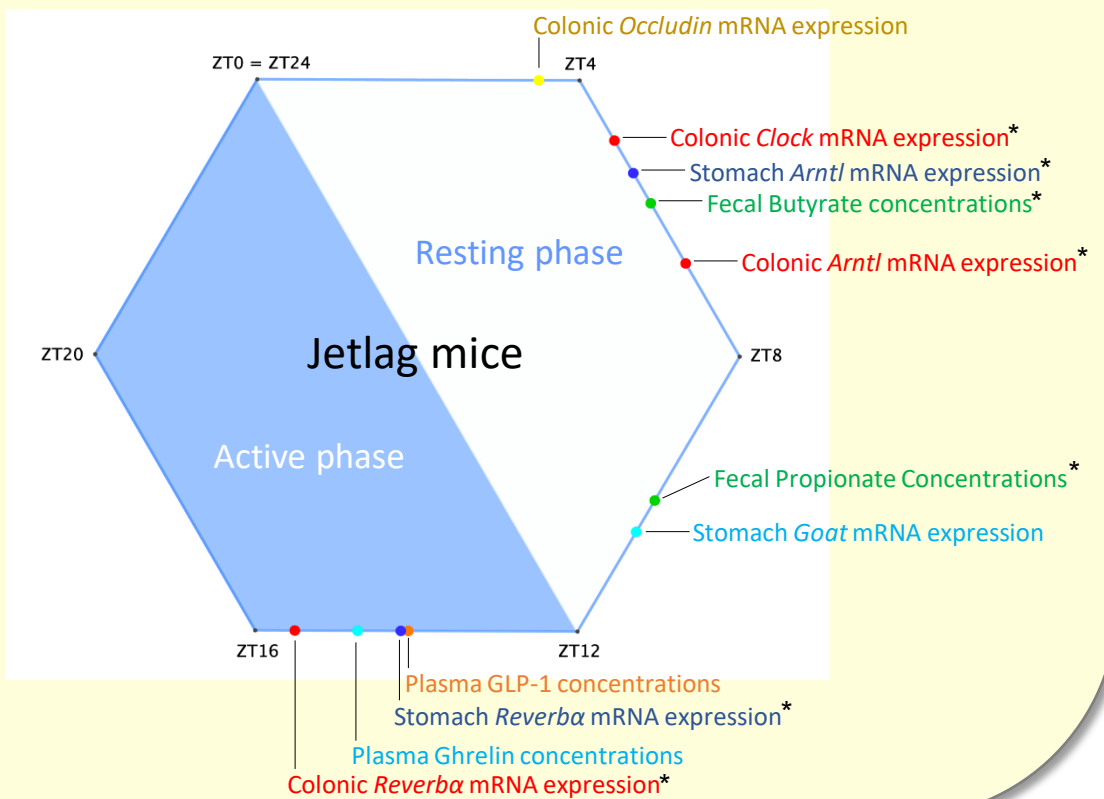 Colonic Occludin mRNA expression
ZT0 = ZT24
ZT4
Colonic Clock mRNA expression*
Stomach Arntl mRNA expression*
Fecal Butyrate concentrations*
Resting phase
Colonic Arntl mRNA expression*
ZT20
Jetlag mice
ZT8
Active phase
Fecal Propionate Concentrations*
Stomach Goat mRNA expression
ZT16
ZT12
Plasma GLP-1 concentrations
Stomach Reverbα mRNA expression*
Plasma Ghrelin concentrations
Colonic Reverbα mRNA expression*